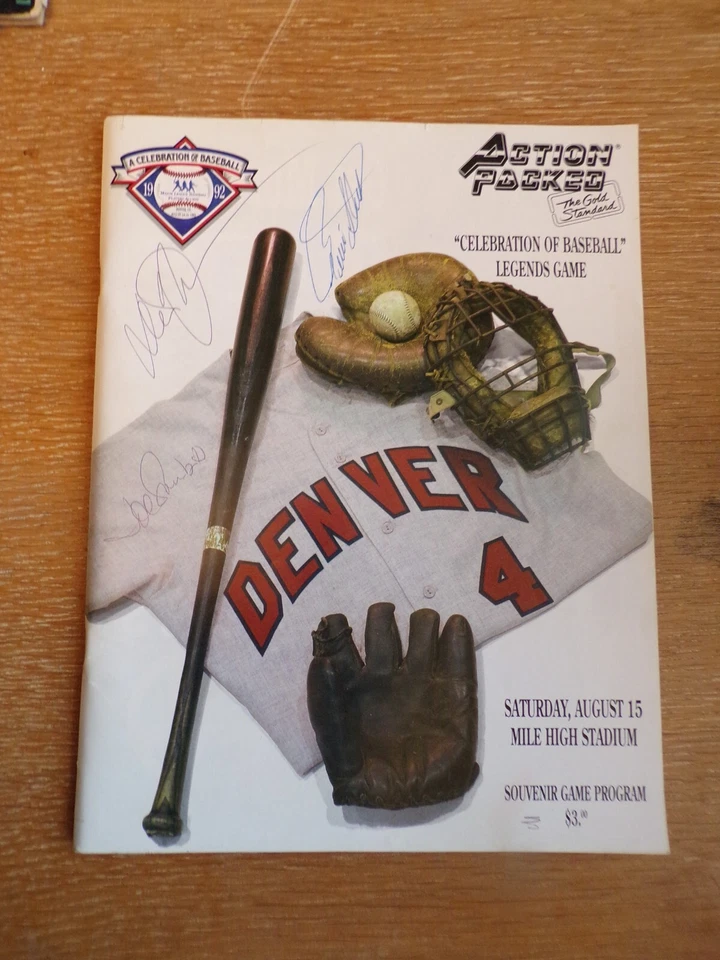 A CELEBRATION OF BASEBALL
19 92
ACTION PACKED®
The Gold
Standard
"CELEBRATION OF BASEBALL"
LEGENDS GAME
DENVER
4
SATURDAY, AUGUST 15
MILE HIGH STADIUM
SOUVENIR GAME PROGRAM
$3.00